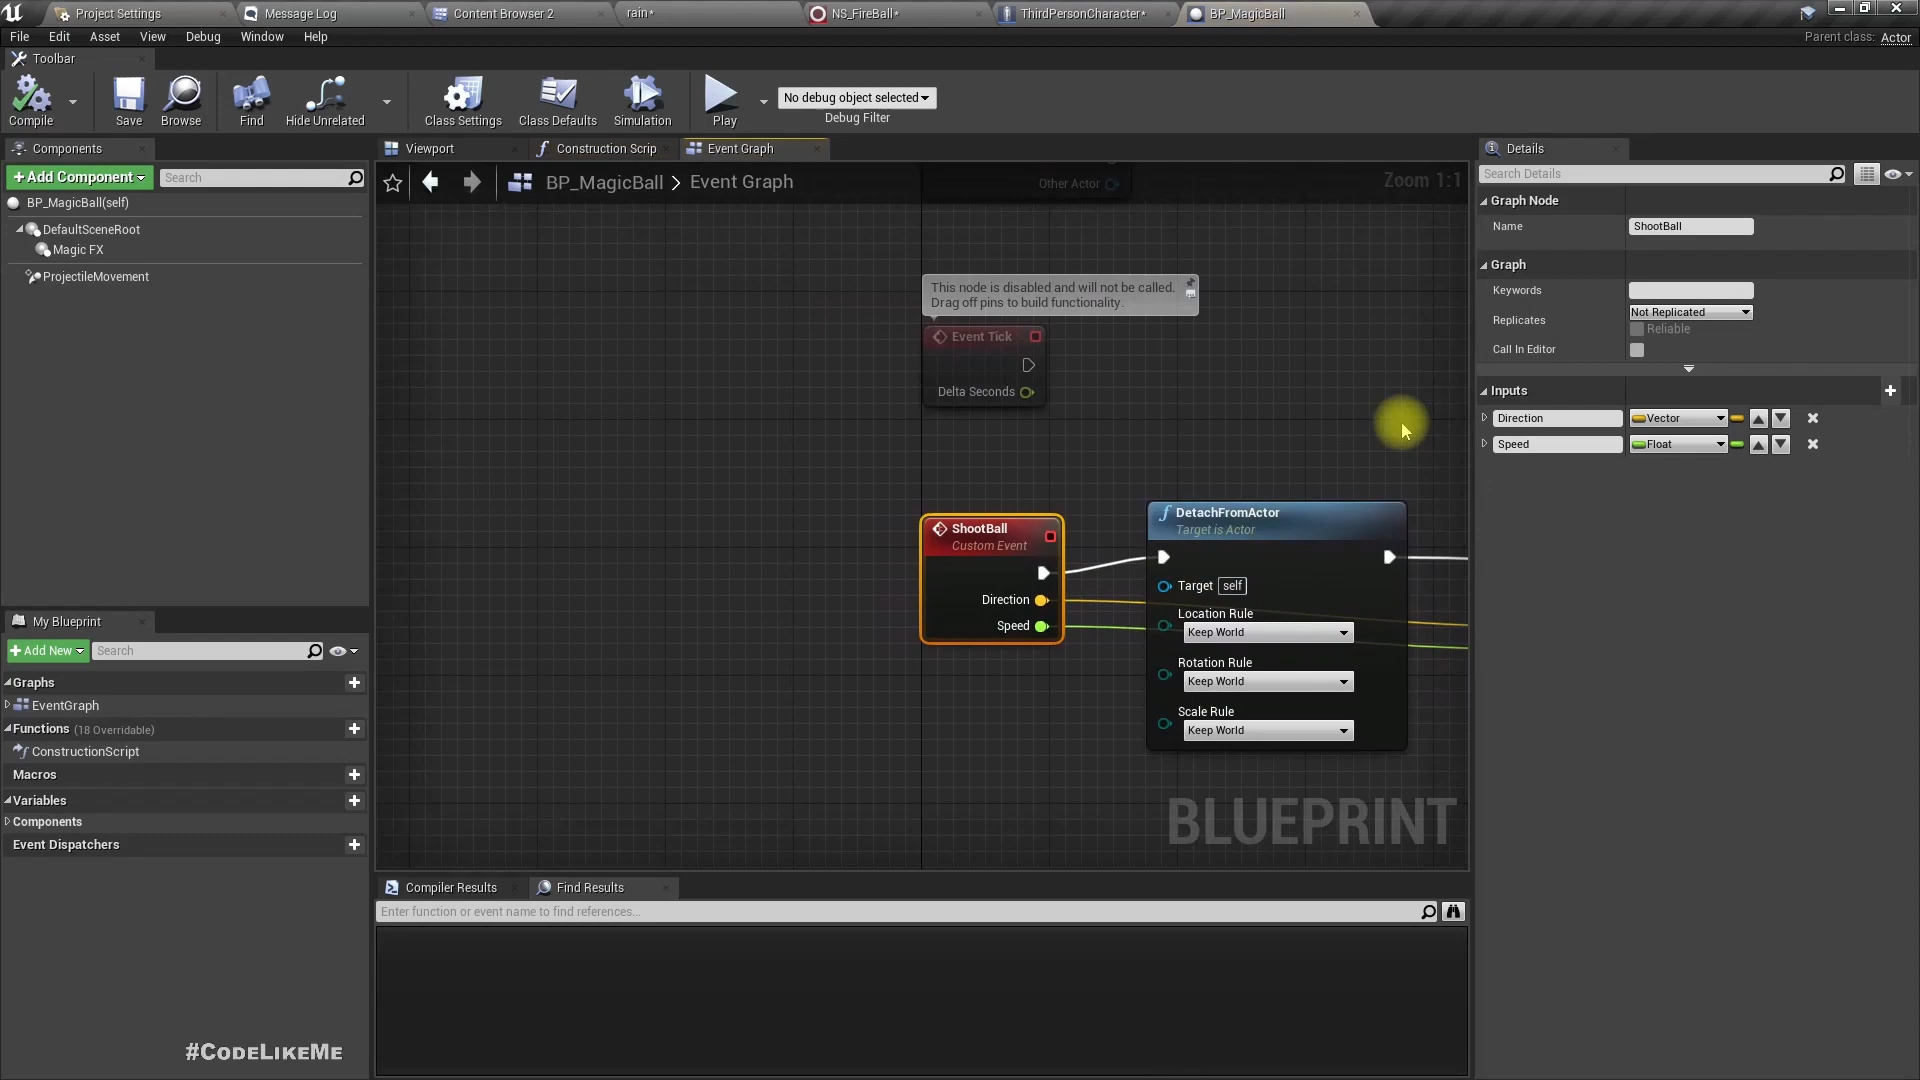 Project Settings
Message Log
Content Browser 2
rain*
NS_FireBall*
ThirdPersonCharacter*
BP_MagicBall
File
Edit
Asset
View
Debug
Window
Help
Parent class: Actor
Toolbar
Compile
Save
Browse
Find
Hide Unrelated
Class Settings
Class Defaults
Simulation
Play
No debug object selected
Debug Filter
Components
Add Component
Search
BP_MagicBall(self)
DefaultSceneRoot
Magic FX
ProjectileMovement
Viewport
Construction Scrip
Event Graph
BP_MagicBall > Event Graph
Zoom 1:1
Other Actor
This node is disabled and will not be called.
Drag off pins to build functionality.
Event Tick
Delta Seconds
ShootBall
Custom Event
Direction
Speed
DetachFromActor
Target is Actor
Target self
Location Rule
Keep World
Rotation Rule
Keep World
Scale Rule
Keep World
BLUEPRINT
Details
Search Details
Graph Node
Name
ShootBall
Graph
Keywords
Replicates
Not Replicated
Reliable
Call In Editor
Inputs
Direction
Vector
Speed
Float
My Blueprint
Add New
Search
Graphs
EventGraph
Functions (18 Overridable)
ConstructionScript
Macros
Variables
Components
Event Dispatchers
Compiler Results
Find Results
Enter function or event name to find references...
#CODELIKEME